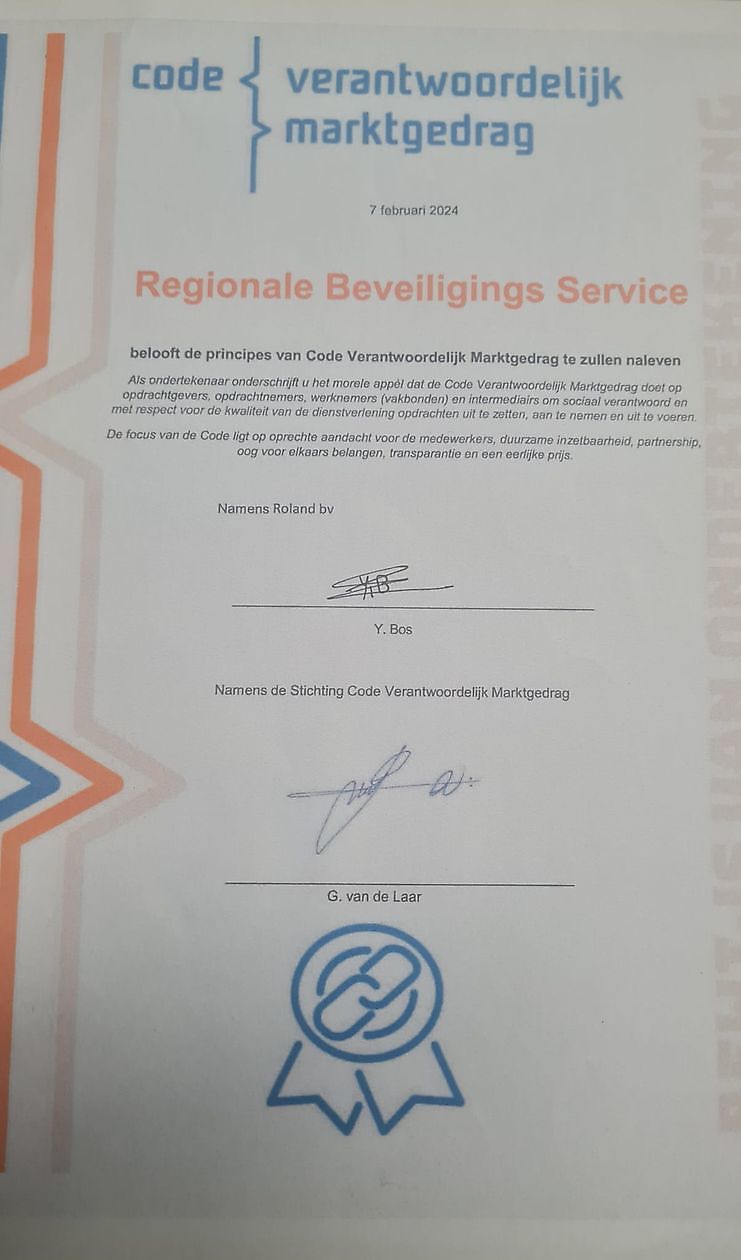 code verantwoordelijk
marktgedrag
7 februari 2024
Regionale Beveiligings Service
belooft de principes van Code Verantwoordelijk Marktgedrag te zullen naleven
Als ondertekenaar onderschrijft u het morele appèl dat de Code Verantwoordelijk Marktgedrag doet op
opdrachtgevers, opdrachtnemers, werknemers (vakbonden) en intermediairs om sociaal verantwoord en
met respect voor de kwaliteit van de dienstverlening opdrachten uit te zetten, aan te nemen en uit te voeren.
De focus van de Code ligt op oprechte aandacht voor de medewerkers, duurzame inzetbaarheid, partnership,
oog voor elkaars belangen, transparantie en een eerlijke prijs.
Namens Roland bv
Y. Bos
Namens de Stichting Code Verantwoordelijk Marktgedrag
G. van de Laar
BEWIJS VAN ONDERTEKENING